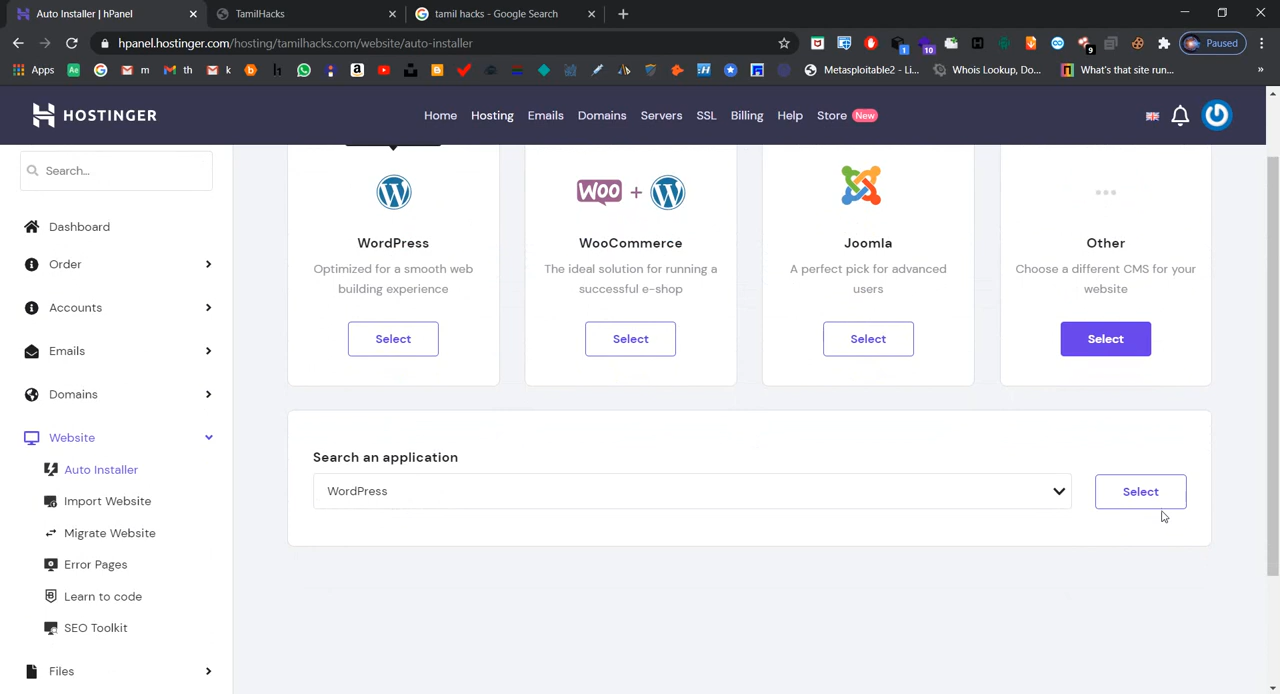 Auto Installer | hPanel
TamilHacks
tamil hacks - Google Search
hpanel.hostinger.com/hosting/tamilhacks.com/website/auto-installer
1
10
9
Paused
Apps
m
th
k
Metasploitable2 - Li...
Whois Lookup, Do...
What's that site run...
HOSTINGER
Home
Hosting
Emails
Domains
Servers
SSL
Billing
Help
Store
New
Search...
Dashboard
Order
Accounts
Emails
Domains
Website
Auto Installer
Import Website
Migrate Website
Error Pages
Learn to code
SEO Toolkit
Files
WordPress
Optimized for a smooth web
building experience
Select
WOO
WooCommerce
The ideal solution for running a
successful e-shop
Select
Joomla
A perfect pick for advanced
users
Select
Other
Choose a different CMS for your
website
Select
Search an application
WordPress
Select